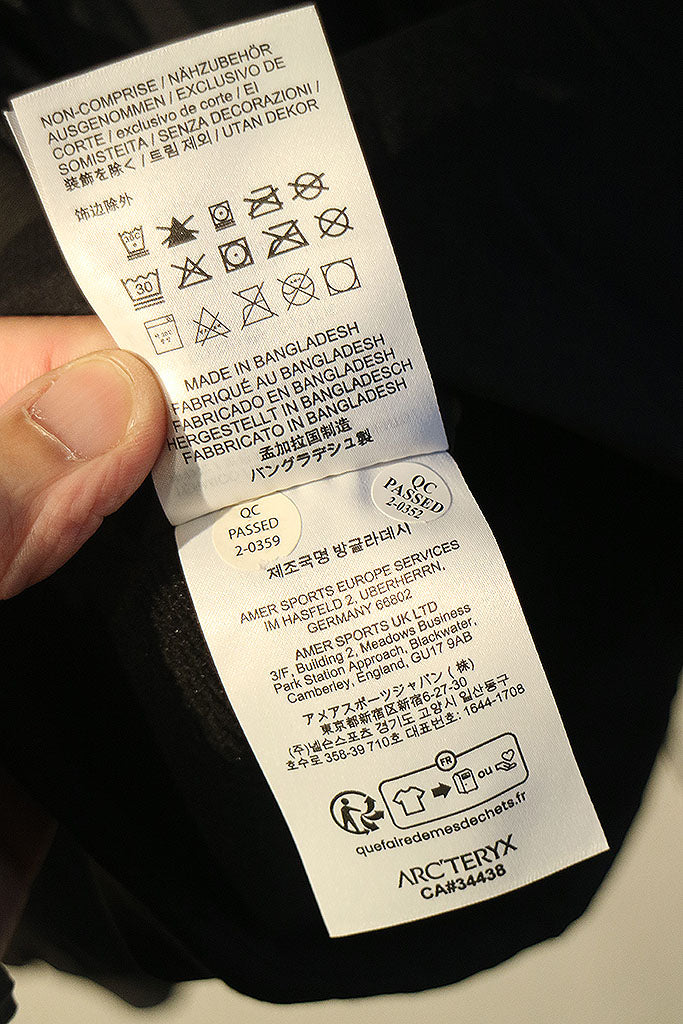 NON-COMPRISE / NÄHZUBEHÖR
AUSGENOMMEN / EXCLUSIVO DE
CORTE / exclusivo de corte / EI
SOMISTEITA / SENZA DECORAZIONI /
装飾を除く / 트림 제외 / UTAN DEKOR
饰边除外
30C
30
MADE IN BANGLADESH
FABRIQUÉ AU BANGLADESH
FABRICADO EN BANGLADESH
HERGESTELLT IN BANGLADESCH
FABBRICATO IN BANGLADESH
孟加拉国制造
バングラデシュ製
QC
PASSED
2-0359
QC
PASSED
2-0352
제조국명 방글라데시
AMER SPORTS EUROPE SERVICES
IM HASFELD 2, UBERHERRN,
GERMANY 66802
AMER SPORTS UK LTD
3/F, Building 2, Meadows Business
Park Station Approach, Blackwater,
Camberley, England, GU17 9AB
アメアスポーツジャパン (株)
東京都新宿区新宿6-27-30
(주)넬슨스포츠 경기도 고양시 일산동구
호수로 358-39 710호 대표번호: 1644-1708
FR
ou
quefairedemesdechets.fr
ARC'TERYX
CA#34438